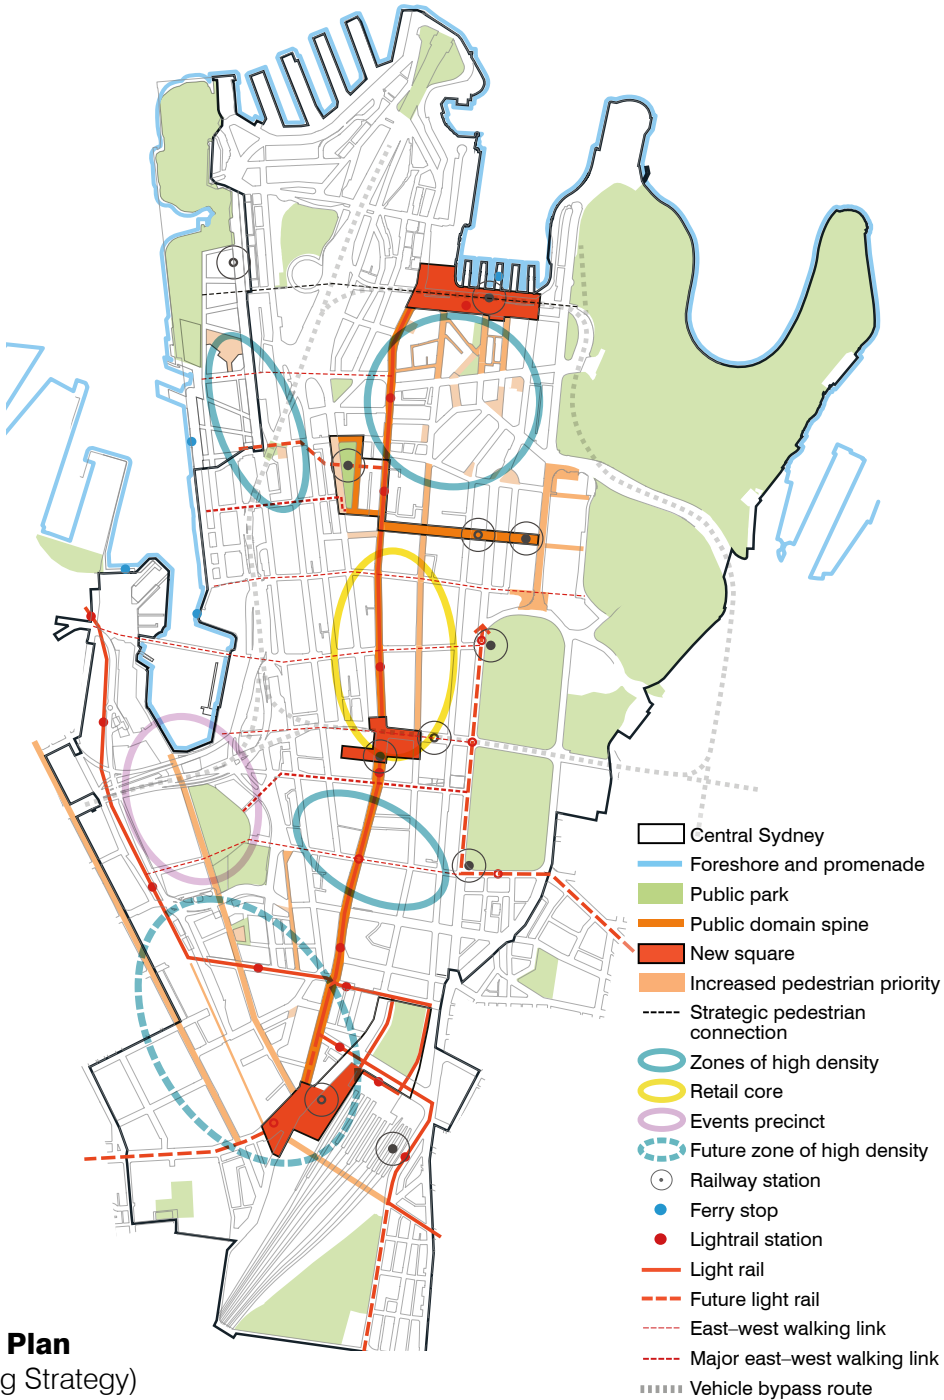 Central Sydney
Foreshore and promenade
Public park
Public domain spine
New square
Increased pedestrian priority
Strategic pedestrian
connection
Zones of high density
Retail core
Events precinct
Future zone of high density
Railway station
Ferry stop
Lightrail station
Light rail
Future light rail
East–west walking link
Major east–west walking link
Vehicle bypass route
Plan
g Strategy)